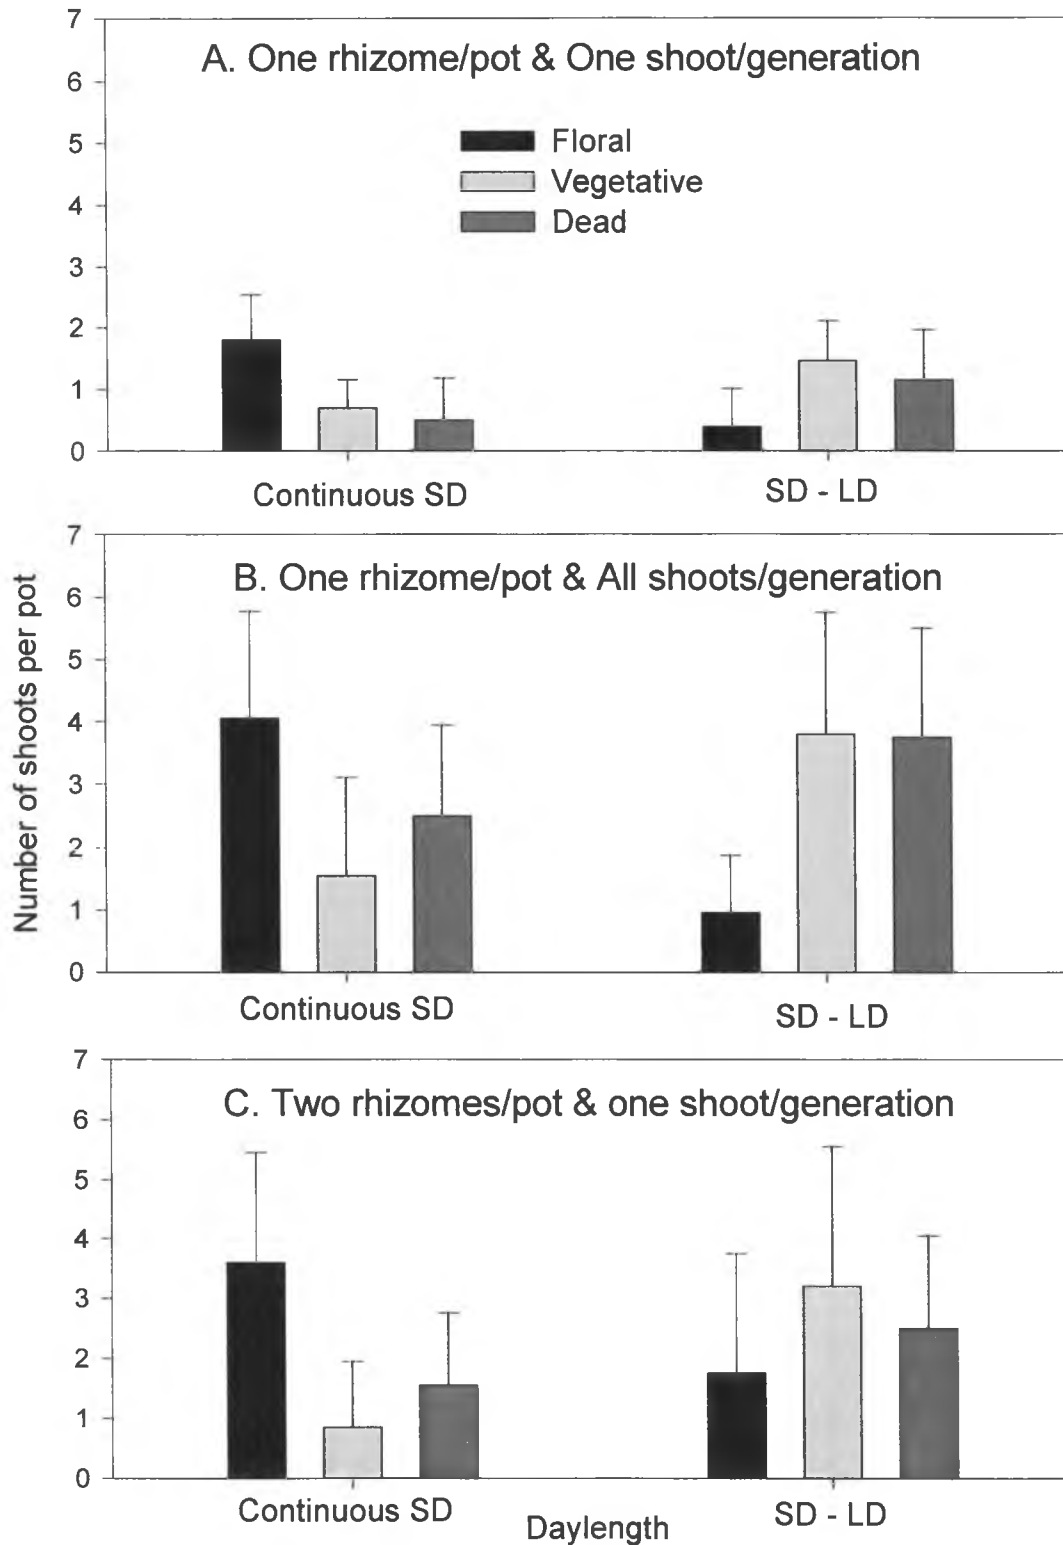 7
A. One rhizome/pot & One shoot/generation
6
5
Floral
Vegetative
4
Dead
3
2
1
0
Continuous SD
SD - LD
7
B. One rhizome/pot & All shoots/generation
6
5
4
3
2
1
0
Continuous SD
SD - LD
Number of shoots per pot
7
C. Two rhizomes/pot & one shoot/generation
6
5
4
3
2
1
0
Continuous SD
SD - LD
Daylength